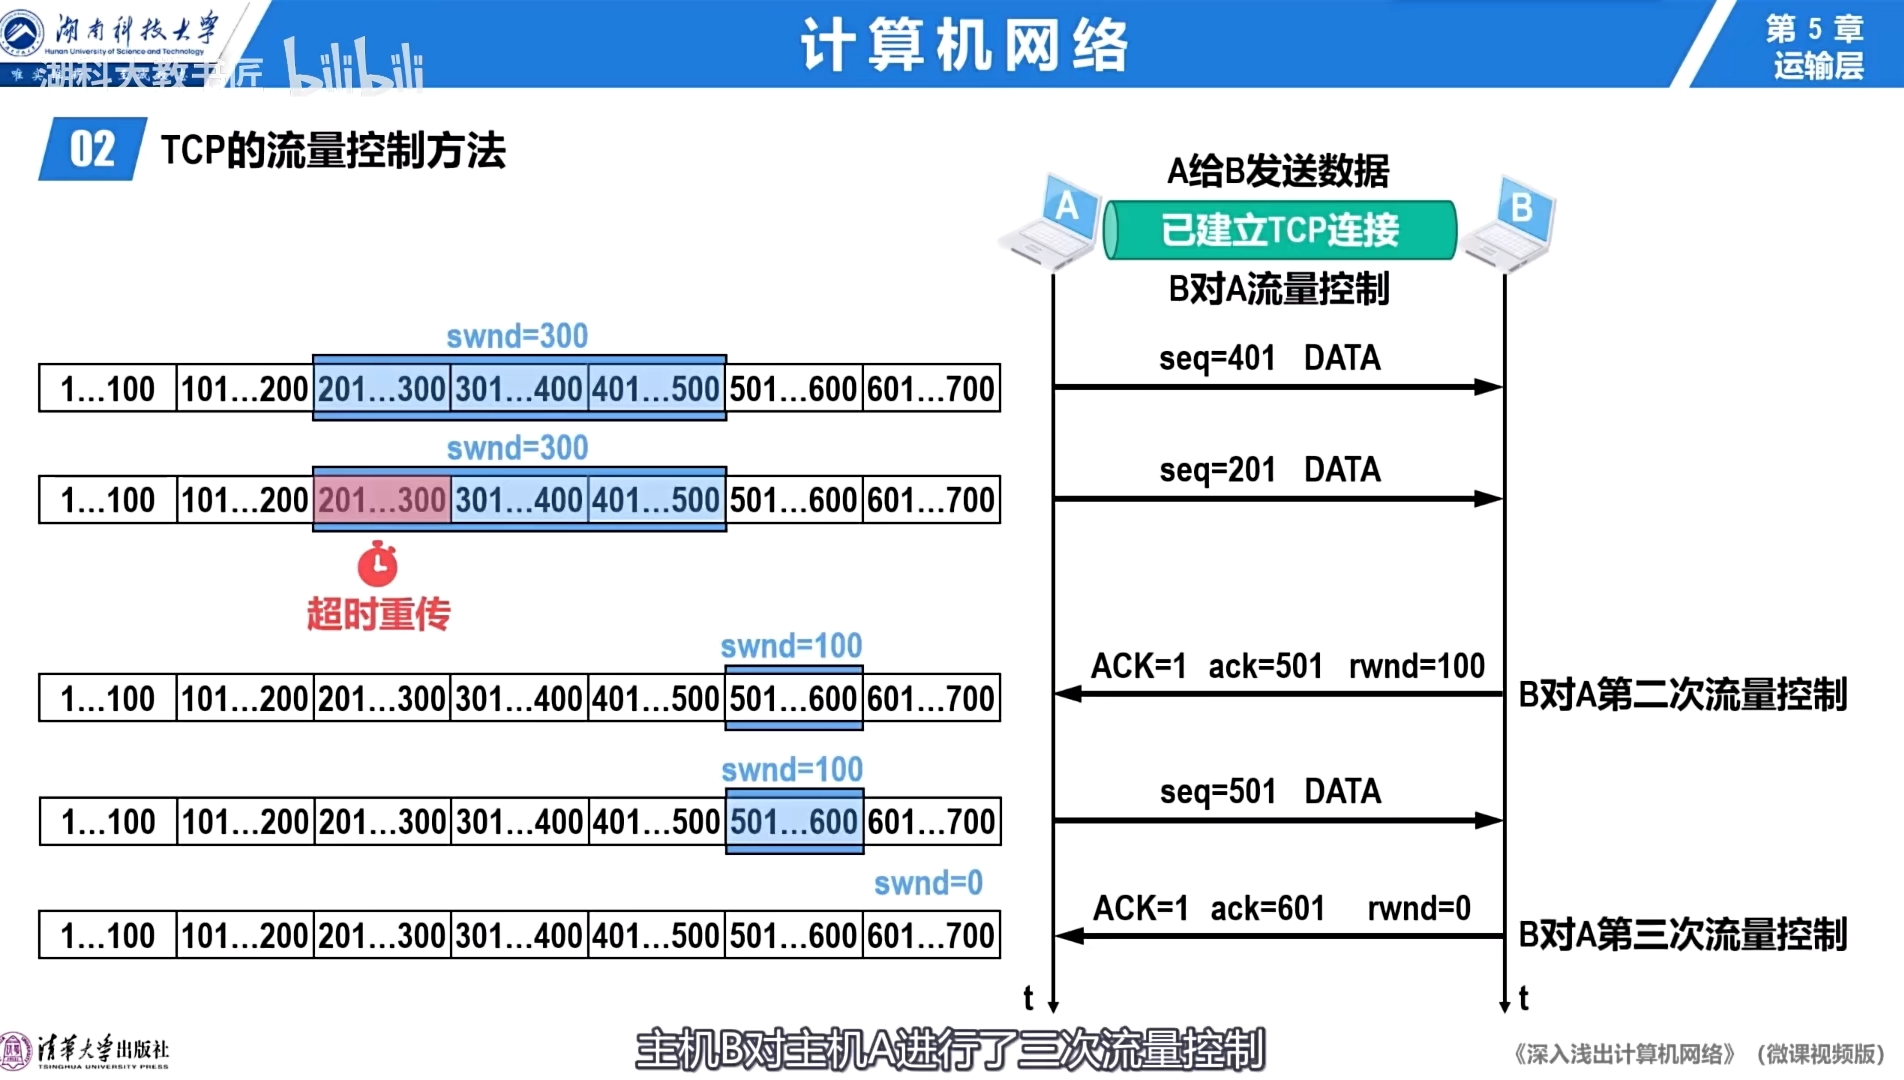 湖南科技大学
Hunan University of Science and Technology
湖科大教书匠 bilibili
计算机网络
第 5 章
运输层
02 TCP的流量控制方法
A给B发送数据
A
已建立TCP连接
B
B对A流量控制
swnd=300
1...100 101...200 201...300 301...400 401...500 501...600 601...700
seq=401 DATA
swnd=300
1...100 101...200 201...300 301...400 401...500 501...600 601...700
seq=201 DATA
超时重传
swnd=100
1...100 101...200 201...300 301...400 401...500 501...600 601...700
ACK=1 ack=501 rwnd=100
B对A第二次流量控制
swnd=100
1...100 101...200 201...300 301...400 401...500 501...600 601...700
seq=501 DATA
swnd=0
1...100 101...200 201...300 301...400 401...500 501...600 601...700
ACK=1 ack=601 rwnd=0
B对A第三次流量控制
t
t
主机B对主机A进行了三次流量控制
清华大学出版社
TSINGHUA UNIVERSITY PRESS
《深入浅出计算机网络》（微课视频版）